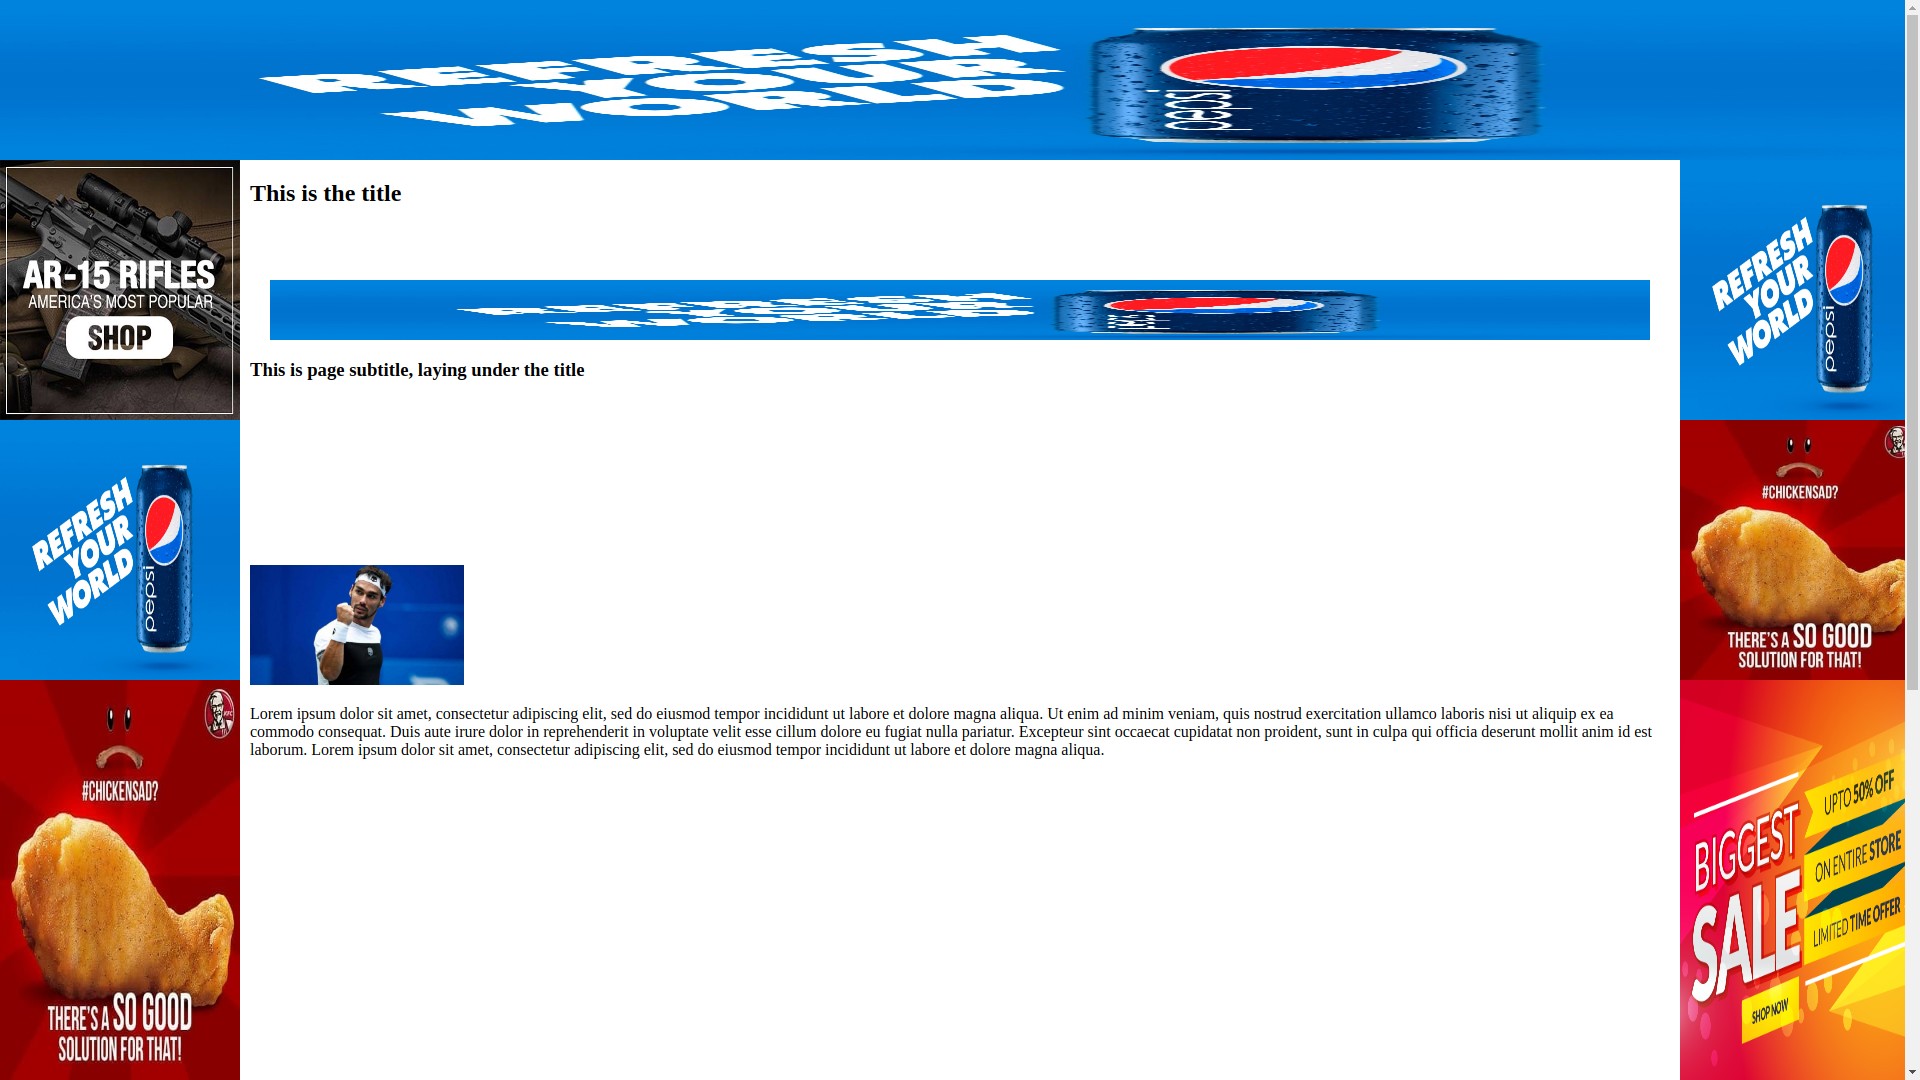 REFRESH
YOUR
WORLD
pepsi
AR-15 RIFLES
AMERICA'S MOST POPULAR
SHOP
This is the title
REFRESH
YOUR
WORLD
pepsi
REFRESH
YOUR
WORLD
pepsi
This is page subtitle, laying under the title
REFRESH
YOUR
WORLD
pepsi
#CHICKENSAD?
THERE'S A SO GOOD
SOLUTION FOR THAT!
Lorem ipsum dolor sit amet, consectetur adipiscing elit, sed do eiusmod tempor incididunt ut labore et dolore magna aliqua. Ut enim ad minim veniam, quis nostrud exercitation ullamco laboris nisi ut aliquip ex ea
commodo consequat. Duis aute irure dolor in reprehenderit in voluptate velit esse cillum dolore eu fugiat nulla pariatur. Excepteur sint occaecat cupidatat non proident, sunt in culpa qui officia deserunt mollit anim id est
laborum. Lorem ipsum dolor sit amet, consectetur adipiscing elit, sed do eiusmod tempor incididunt ut labore et dolore magna aliqua.
KFC
#CHICKENSAD?
THERE'S A SO GOOD
SOLUTION FOR THAT!
UPTO 50% OFF
BIGGEST
ON ENTIRE STORE
SALE
LIMITED TIME OFFER
SHOP NOW